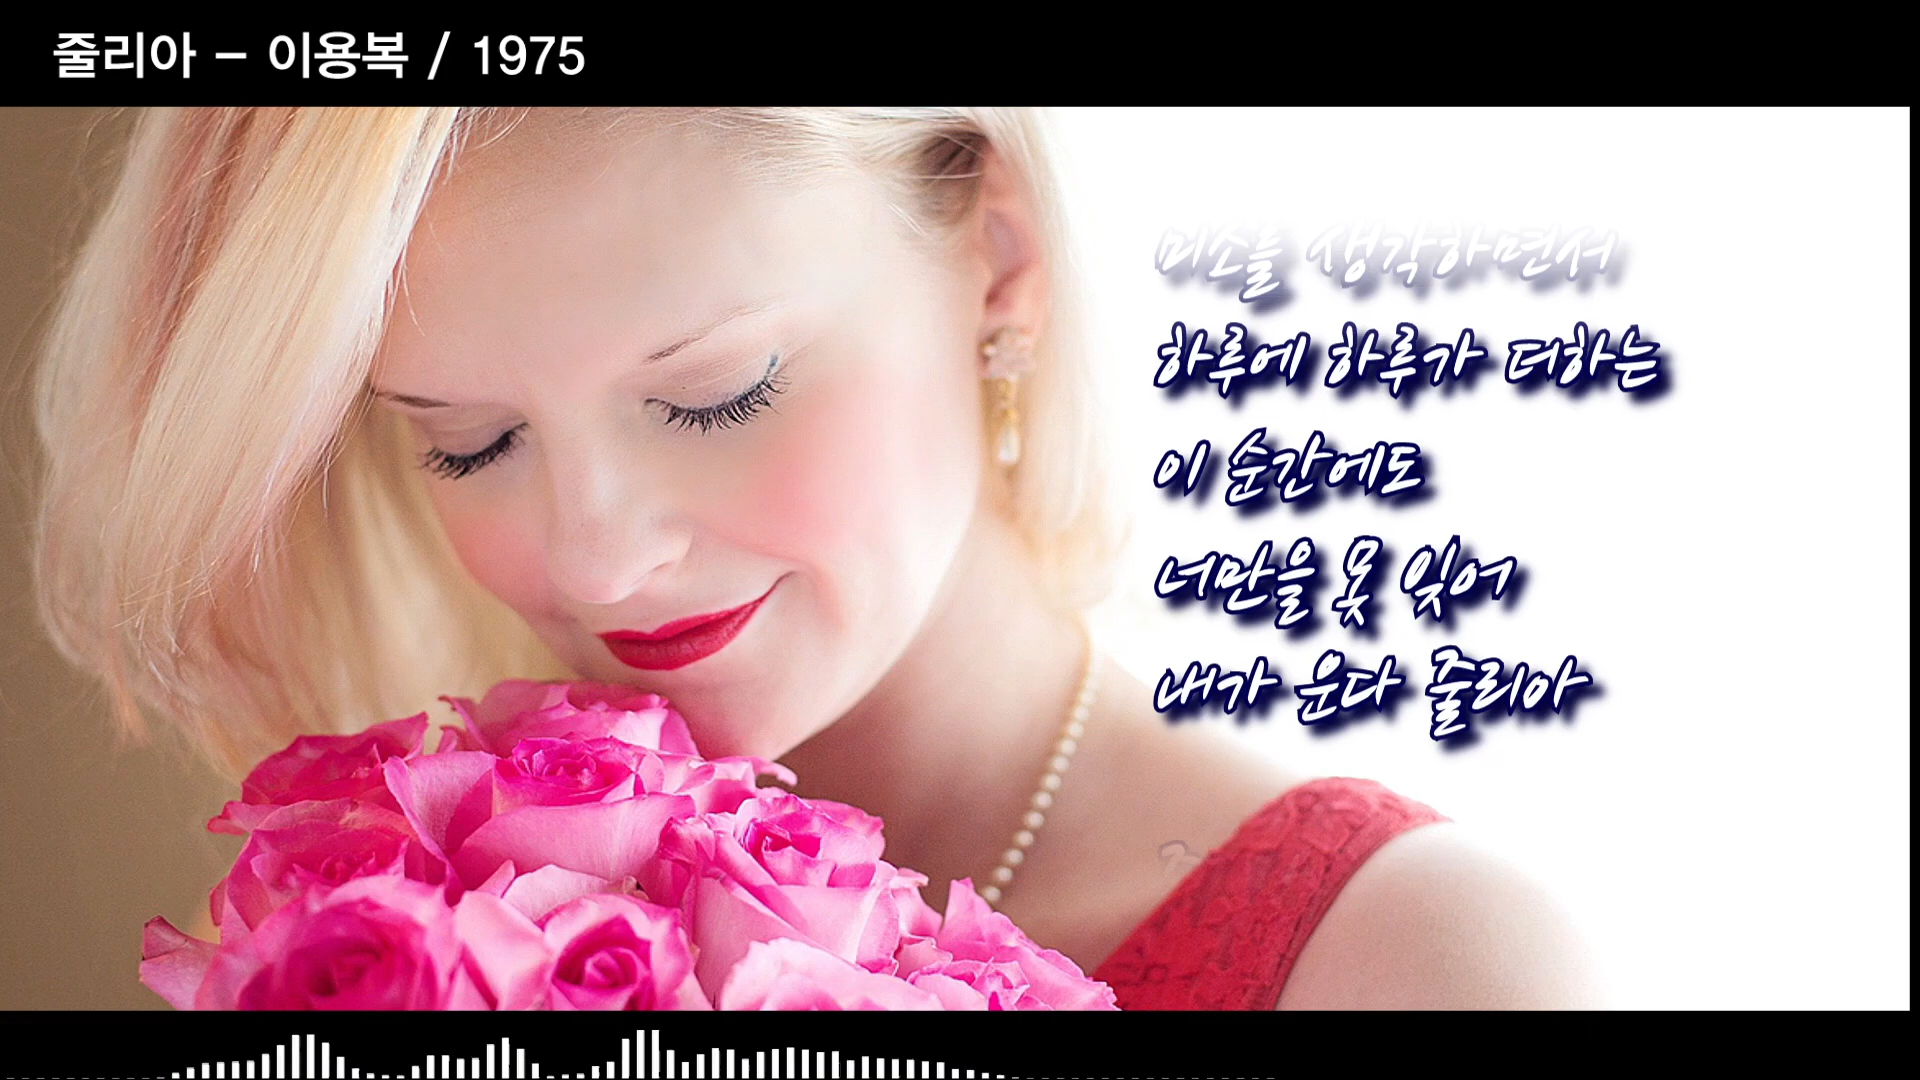 줄리아 – 이용복 / 1975
미소를 생각하면서
하루에 하루가 더하는
이 순간에도
너만을 못 잊어
내가 운다 줄리아